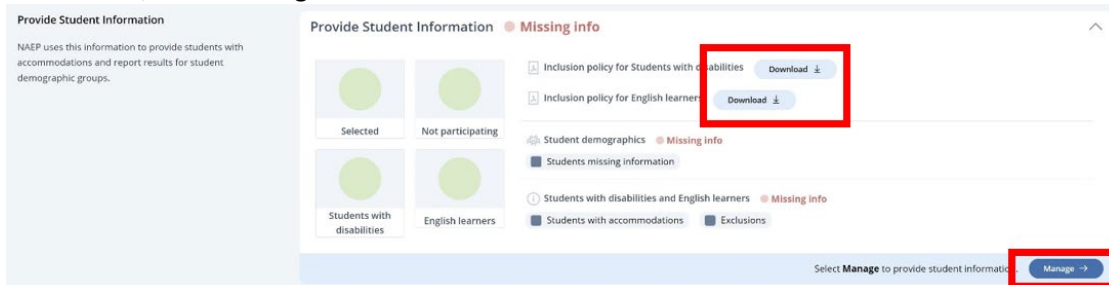 Provide Student Information
NAEP uses this information to provide students with
accommodations and report results for student
demographic groups.
Provide Student Information Missing info
Inclusion policy for Students with disabilities Download
Inclusion policy for English learners Download
Selected
Not participating
Student demographics Missing info
Students missing information
Students with disabilities and English learners Missing info
Students with accommodations Exclusions
Students with
disabilities
English learners
Select Manage to provide student information. Manage →